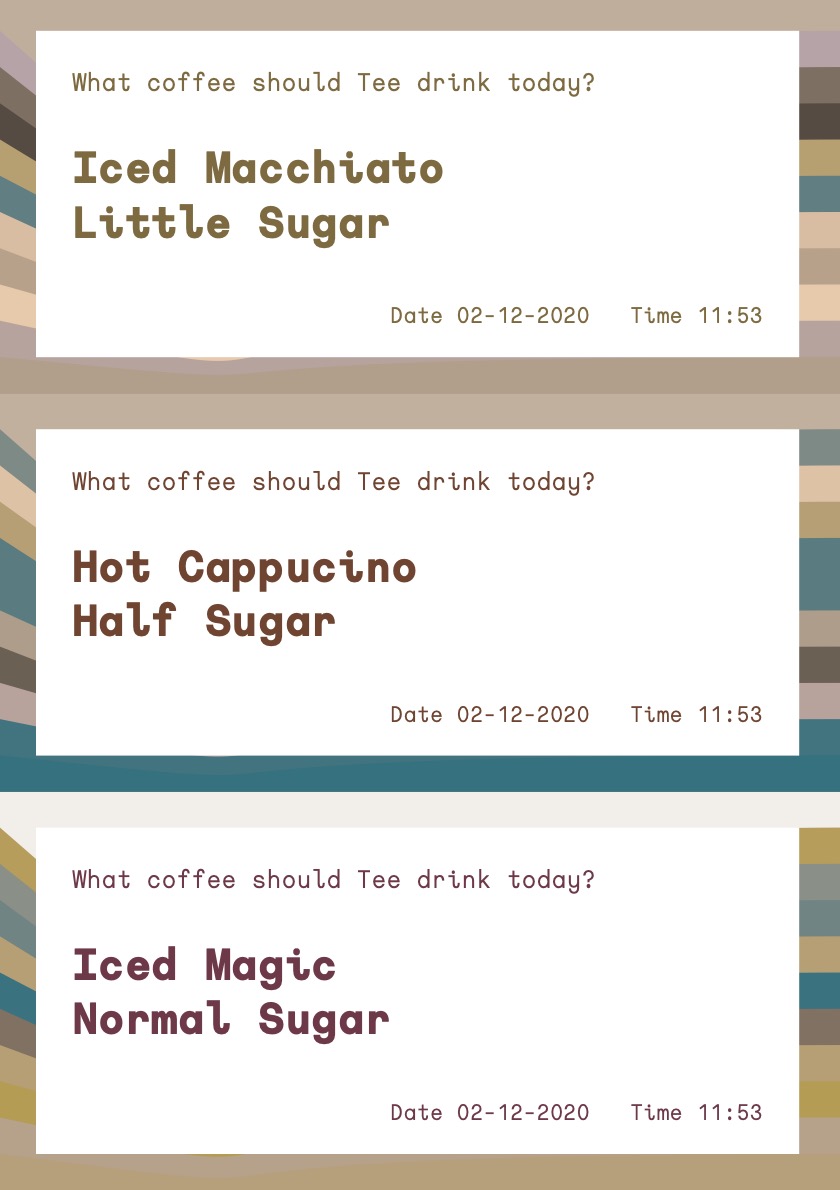 What coffee should Tee drink today?
Iced Macchiato
Little Sugar
Date 02-12-2020 Time 11:53
What coffee should Tee drink today?
Hot Cappucino
Half Sugar
Date 02-12-2020 Time 11:53
What coffee should Tee drink today?
Iced Magic
Normal Sugar
Date 02-12-2020 Time 11:53